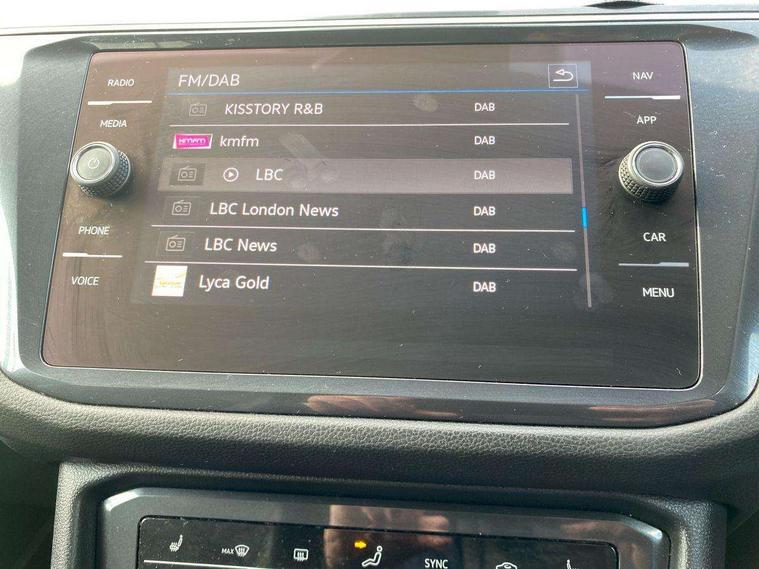 RADIO
MEDIA
PHONE
VOICE
FM/DAB
KISSTORY R&B DAB
kmfm kmfm DAB
LBC DAB
LBC London News DAB
LBC News DAB
Lyca Gold DAB
NAV
APP
CAR
MENU
MAX
SYNC